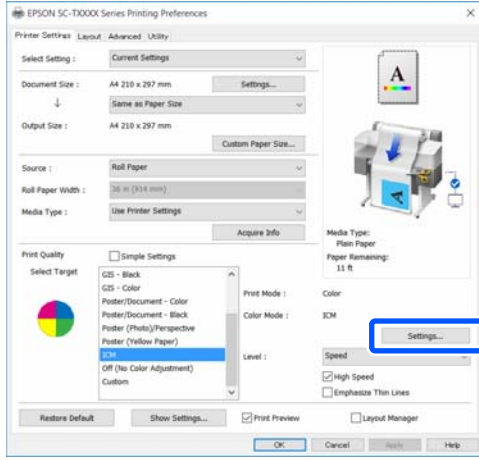 EPSON SC-TXXXX Series Printing Preferences
Printer Settings Layout Advanced Utility
Select Setting : Current Settings
Document Size : A4 210 x 297 mm Settings...
Same as Paper Size
Output Size : A4 210 x 297 mm
Custom Paper Size...
Source : Roll Paper
Roll Paper Width : 36 in (914 mm)
Media Type : Use Printer Settings
Acquire Info
A
Media Type:
Plain Paper
Paper Remaining:
11 ft
Print Quality Simple Settings
Select Target
GIS - Black
GIS - Color
Poster/Document - Color
Poster/Document - Black
Poster (Photo)/Perspective
Poster (Yellow Paper)
ICM
Off (No Color Adjustment)
Custom
Print Mode : Color
Color Mode : ICM
Settings...
Level : Speed
High Speed
Emphasize Thin Lines
Restore Default Show Settings... Print Preview Layout Manager
OK Cancel Apply Help